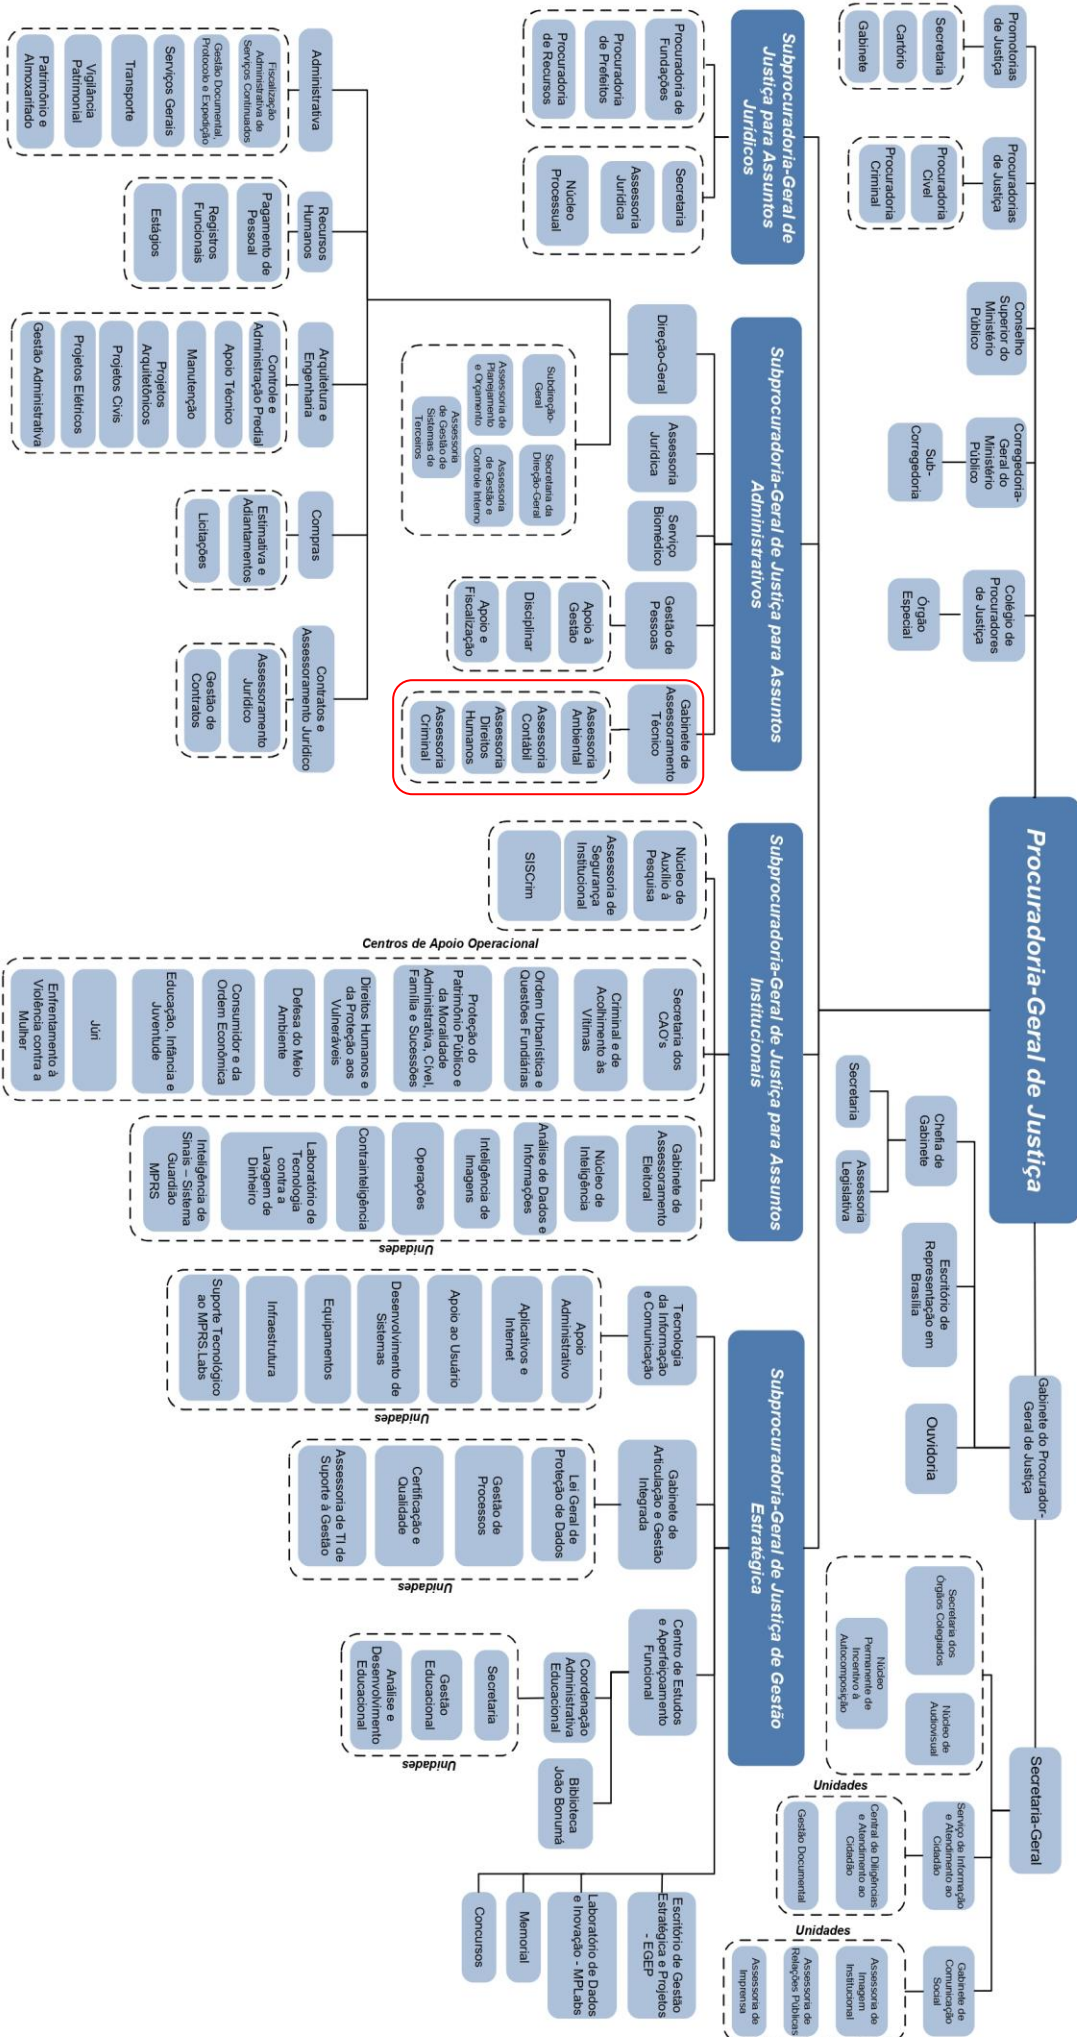 Procuradoria-Geral de Justiça
Promotorias
de Justiça
Secretaria
Cartório
Gabinete
Procuradorias
de Justiça
Procuradoria
Cível
Procuradoria
Criminal
Conselho
Superior do
Ministério
Público
Corregedoria-
Geral do
Ministério
Público
Sub-
Corregedoria
Colégio de
Procuradores
de Justiça
Órgão
Especial
Gabinete do Procurador-
Geral de Justiça
Chefia de
Gabinete
Secretaria
Assessoria
Legislativa
Escritório de
Representação em
Brasília
Ouvidoria
Secretaria-Geral
Secretaria dos
Órgãos Colegiados
Núcleo de
Audiovisual
Núcleo
Permanente de
Incentivo à
Autocomposição
Serviço de Informação
e Atendimento ao
Cidadão
Unidades
Central de Diligências
e Atendimento ao
Cidadão
Gestão Documental
Gabinete de
Comunicação
Social
Unidades
Assessoria de
Imagem
Institucional
Assessoria de
Relações Públicas
Assessoria de
Imprensa
Subprocuradoria-Geral de
Justiça para Assuntos
Jurídicos
Procuradoria de
Fundações
Procuradoria
de Prefeitos
Procuradoria
de Recursos
Secretaria
Assessoria
Jurídica
Núcleo
Processual
Subprocuradoria-Geral de Justiça para Assuntos
Administrativos
Direção-Geral
Subdireção-
Geral
Secretaria da
Direção-Geral
Assessoria de
Planejamento
e Orçamento
Assessoria
de Gestão e
Controle Interno
Assessoria
de Gestão de
Sistemas de
Terceiros
Assessoria
Jurídica
Serviço
Biomédico
Gestão de
Pessoas
Apoio à
Gestão
Disciplinar
Apoio e
Fiscalização
Gabinete de
Assessoramento
Técnico
Assessoria
Ambiental
Assessoria
Contábil
Assessoria
Direitos
Humanos
Assessoria
Criminal
Administrativa
Fiscalização
Administrativa de
Serviços Continuados
Gestão Documental,
Protocolo e Expedição
Serviços Gerais
Transporte
Vigilância
Patrimonial
Patrimônio e
Almoxarifado
Recursos
Humanos
Pagamento de
Pessoal
Registros
Funcionais
Estágios
Arquitetura e
Engenharia
Controle e
Administração Predial
Apoio Técnico
Manutenção
Projetos
Arquitetônicos
Projetos Civis
Projetos Elétricos
Gestão Administrativa
Compras
Estimativa e
Adiantamentos
Licitações
Contratos e
Assessoramento Jurídico
Assessoramento
Jurídico
Gestão de
Contratos
Subprocuradoria-Geral de Justiça para Assuntos
Institucionais
Núcleo de
Auxílio à
Pesquisa
Assessoria de
Segurança
Institucional
SISCrim
Centros de Apoio Operacional
Secretaria dos
CAO's
Criminal e de
Acolhimento às
Vítimas
Ordem Urbanística e
Questões Fundiárias
Proteção do
Patrimônio Público e
da Moralidade
Administrativa, Cível,
Família e Sucessões
Direitos Humanos e
da Proteção aos
Vulneráveis
Defesa do Meio
Ambiente
Consumidor e da
Ordem Econômica
Educação, Infância e
Juventude
Júri
Enfrentamento à
Violência contra a
Mulher
Gabinete de
Assessoramento
Eleitoral
Núcleo de
Inteligência
Análise de Dados e
Informações
Inteligência de
Imagens
Operações
Contrainteligência
Laboratório de
Tecnologia
contra a
Lavagem de
Dinheiro
Inteligência de
Sinais – Sistema
Guardião
MPRS
Unidades
Subprocuradoria-Geral de Justiça de Gestão
Estratégica
Tecnologia
da Informação
e Comunicação
Apoio
Administrativo
Aplicativos e
Internet
Apoio ao Usuário
Desenvolvimento de
Sistemas
Equipamentos
Infraestrutura
Suporte Tecnológico
ao MPRS.Labs
Unidades
Gabinete de
Articulação e Gestão
Integrada
Lei Geral de
Proteção de Dados
Gestão de
Processos
Certificação e
Qualidade
Assessoria de TI de
Suporte à Gestão
Unidades
Centro de Estudos
e Aperfeiçoamento
Funcional
Coordenação
Administrativa
Educacional
Secretaria
Gestão
Educacional
Análise e
Desenvolvimento
Educacional
Unidades
Biblioteca
João Bonumá
Escritório de Gestão
Estratégica e Projetos
- EGEP
Laboratório de Dados
e Inovação - MPLabs
Memorial
Concursos